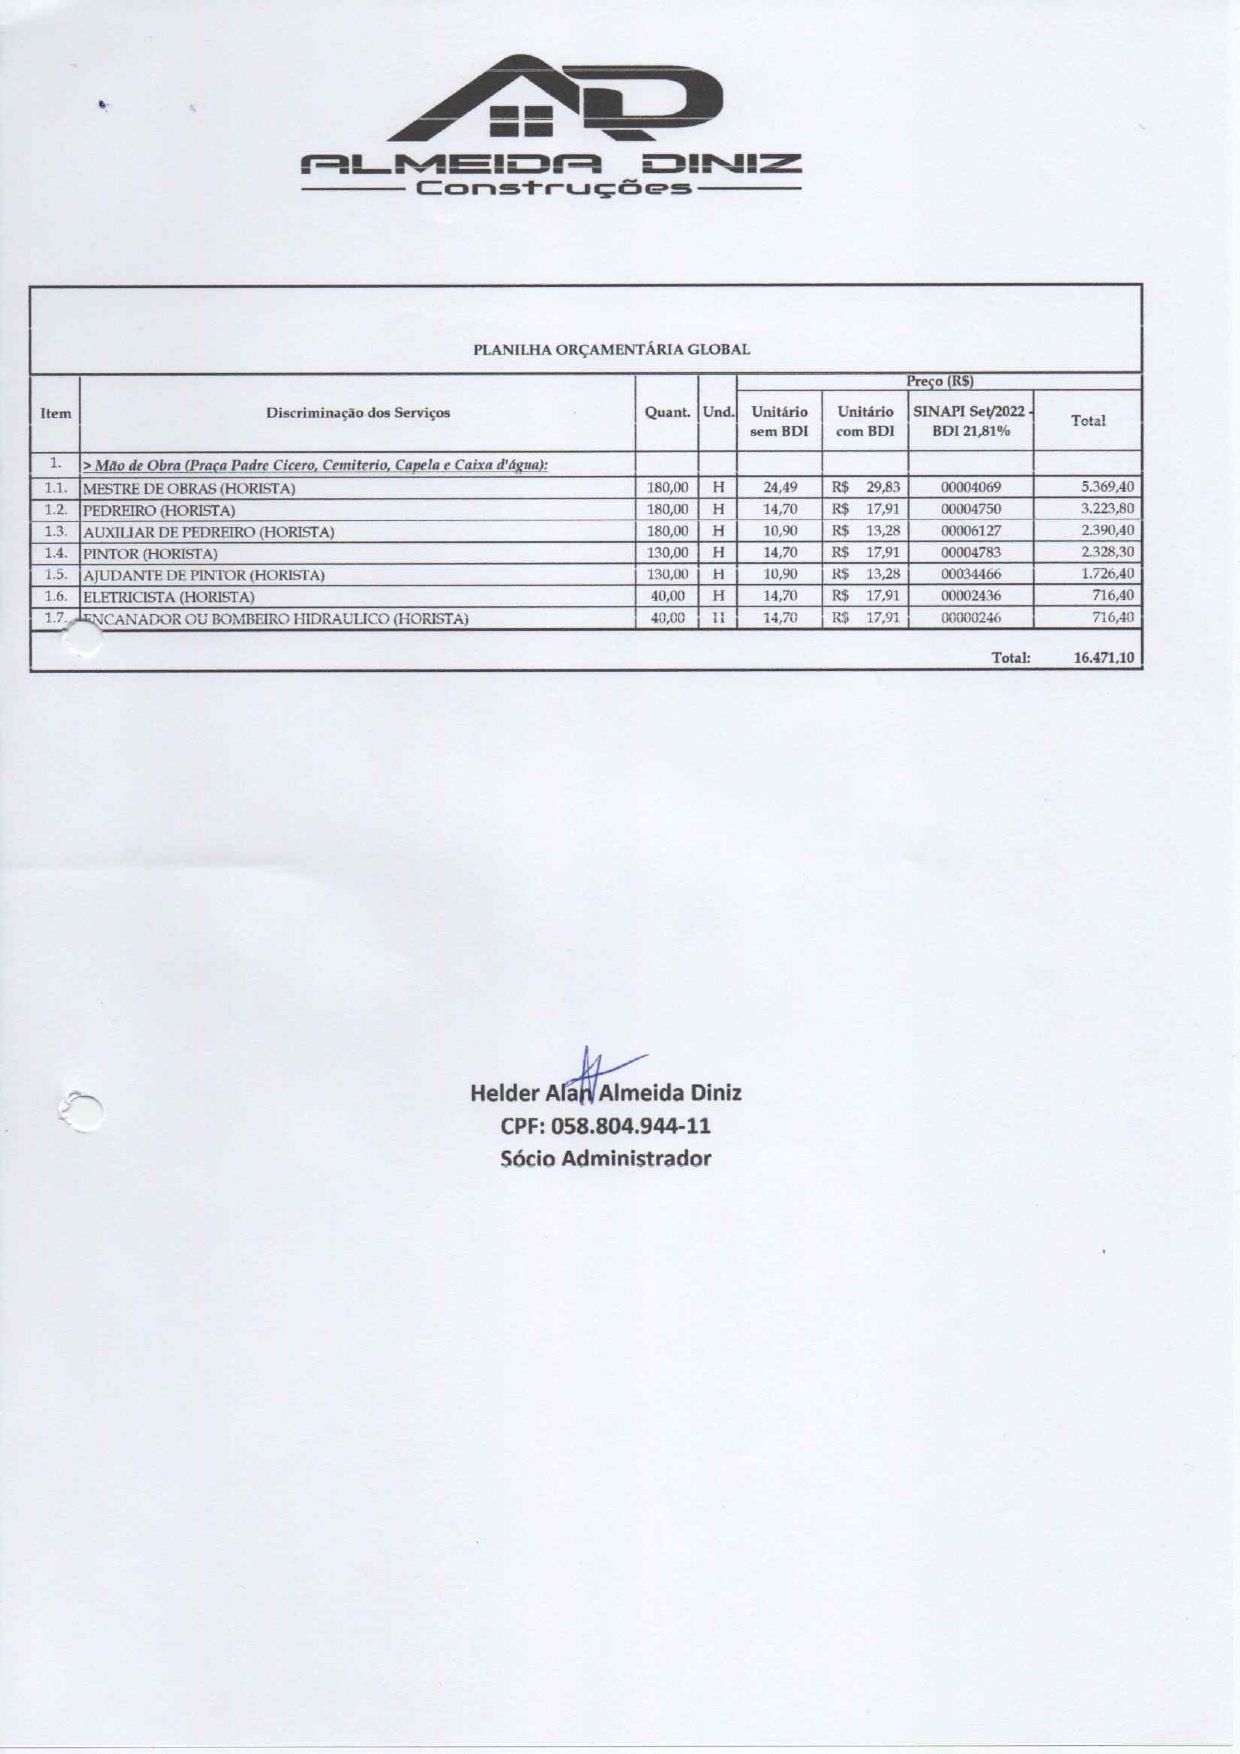 AD
ALMEIDA DINIZ
Construções
PLANILHA ORÇAMENTÁRIA GLOBAL
Item Discriminação dos Serviços Quant. Und. Preço (R$)
Unitário sem BDI Unitário com BDI SINAPI Set/2022 - BDI 21,81% Total
1. > Mão de Obra (Praça Padre Cicero, Cemiterio, Capela e Caixa d'água):
1.1. MESTRE DE OBRAS (HORISTA) 180,00 H 24,49 R$ 29,83 00004069 5.369,40
1.2. PEDREIRO (HORISTA) 180,00 H 14,70 R$ 17,91 00004750 3.223,80
1.3. AUXILIAR DE PEDREIRO (HORISTA) 180,00 H 10,90 R$ 13,28 00006127 2.390,40
1.4. PINTOR (HORISTA) 130,00 H 14,70 R$ 17,91 00004783 2.328,30
1.5. AJUDANTE DE PINTOR (HORISTA) 130,00 H 10,90 R$ 13,28 00034466 1.726,40
1.6. ELETRICISTA (HORISTA) 40,00 H 14,70 R$ 17,91 00002436 716,40
1.7. ENCANADOR OU BOMBEIRO HIDRAULICO (HORISTA) 40,00 H 14,70 R$ 17,91 00000246 716,40
Total: 16.471,10
Helder Alan Almeida Diniz
CPF: 058.804.944-11
Sócio Administrador